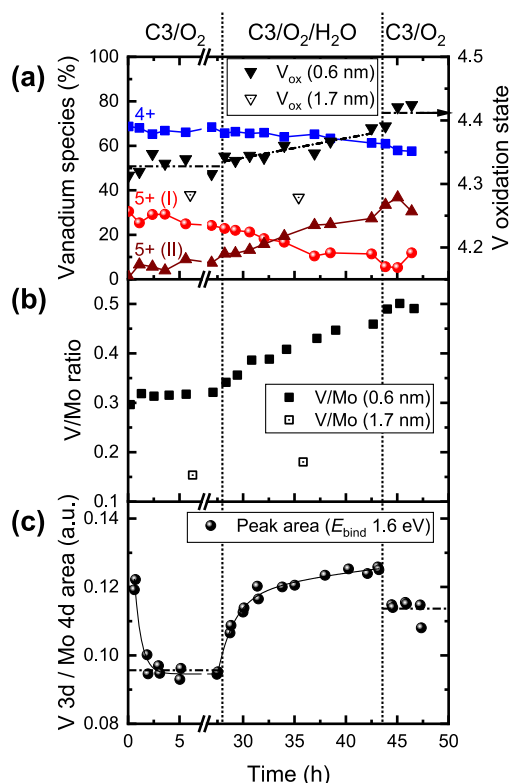 C3/O₂ C3/O₂/H₂O C3/O₂
(a)
100
80
60
40
20
0
Vanadium species (%)
4+
5+ (I)
5+ (II)
V_ox (0.6 nm)
V_ox (1.7 nm)
4.5
4.4
4.3
4.2
V oxidation state
(b)
0.5
0.4
0.3
0.2
0.1
V/Mo ratio
V/Mo (0.6 nm)
V/Mo (1.7 nm)
(c)
0.14
0.12
0.10
0.08
V 3d / Mo 4d area (a.u.)
Peak area (E_bind 1.6 eV)
0 5 30 35 40 45 50
Time (h)